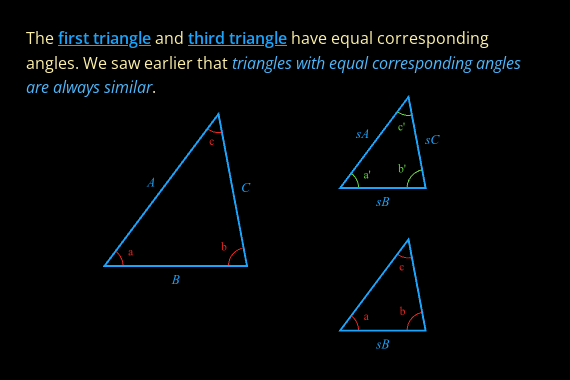 The first triangle and third triangle have equal corresponding
angles. We saw earlier that triangles with equal corresponding angles
are always similar.
A
C
c
a
b
B
sA
sC
c'
a'
b'
sB
c
a
b
sB